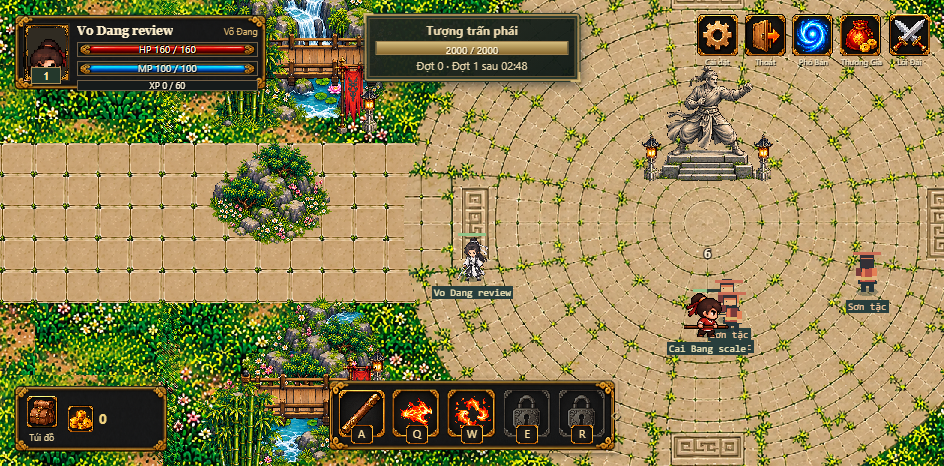 Vo Dang review
Võ Đang
HP 160 / 160
MP 100 / 100
1
XP 0 / 60
Tượng trấn phái
2000 / 2000
Đợt 0 · Đợt 1 sau 02:48
Cài đặt
Thoát
Phó Bản
Thương Gia
Lôi Đài
6
Vo Dang review
Sơn tặc
Sơn tặc
Cai Bang scale-
0
Túi đồ
A
Q
W
E
R